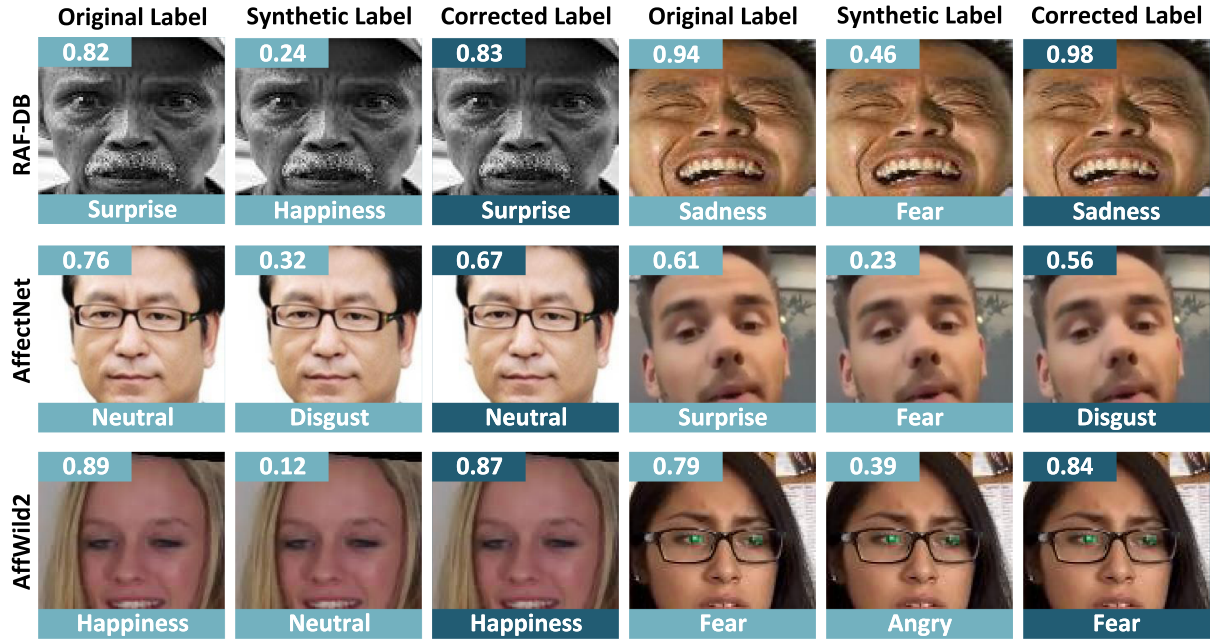 Original Label Synthetic Label Corrected Label Original Label Synthetic Label Corrected Label
RAF-DB
0.82 0.24 0.83 0.94 0.46 0.98
Surprise Happiness Surprise Sadness Fear Sadness
AffectNet
0.76 0.32 0.67 0.61 0.23 0.56
Neutral Disgust Neutral Surprise Fear Disgust
AffWild2
0.89 0.12 0.87 0.79 0.39 0.84
Happiness Neutral Happiness Fear Angry Fear